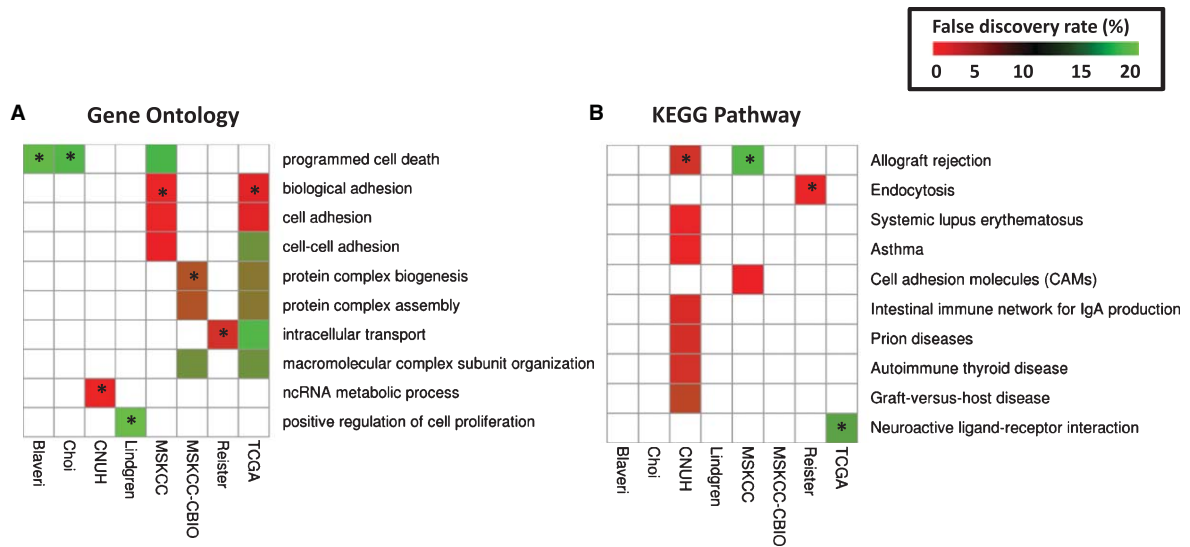 False discovery rate (%)
0 5 10 15 20
A Gene Ontology
B KEGG Pathway
* * programmed cell death
* * biological adhesion
cell adhesion
cell-cell adhesion
* protein complex biogenesis
protein complex assembly
* intracellular transport
macromolecular complex subunit organization
* ncRNA metabolic process
* positive regulation of cell proliferation
Blaveri
Choi
CNUH
Lindgren
MSKCC
MSKCC-CBIO
Reister
TCGA
* * Allograft rejection
* Endocytosis
Systemic lupus erythematosus
Asthma
Cell adhesion molecules (CAMs)
Intestinal immune network for IgA production
Prion diseases
Autoimmune thyroid disease
Graft-versus-host disease
* Neuroactive ligand-receptor interaction
Blaveri
Choi
CNUH
Lindgren
MSKCC
MSKCC-CBIO
Reister
TCGA